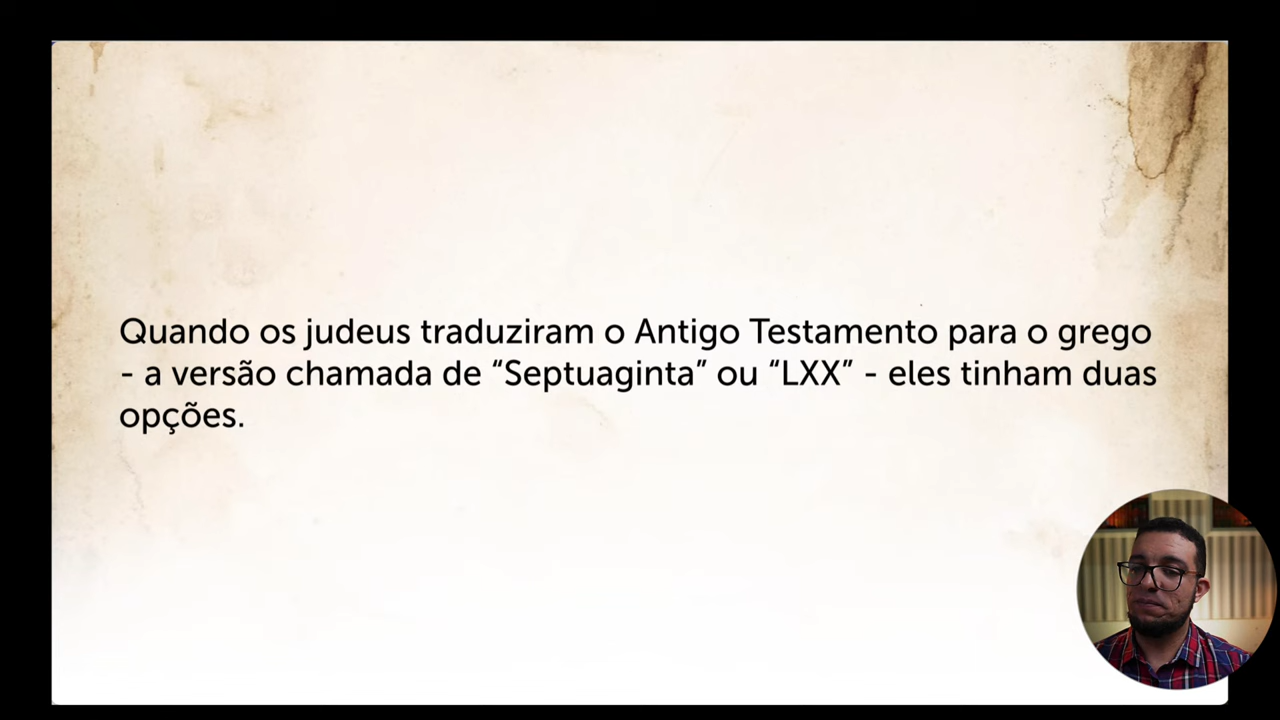 Quando os judeus traduziram o Antigo Testamento para o grego
- a versão chamada de “Septuaginta” ou “LXX” - eles tinham duas
opções.